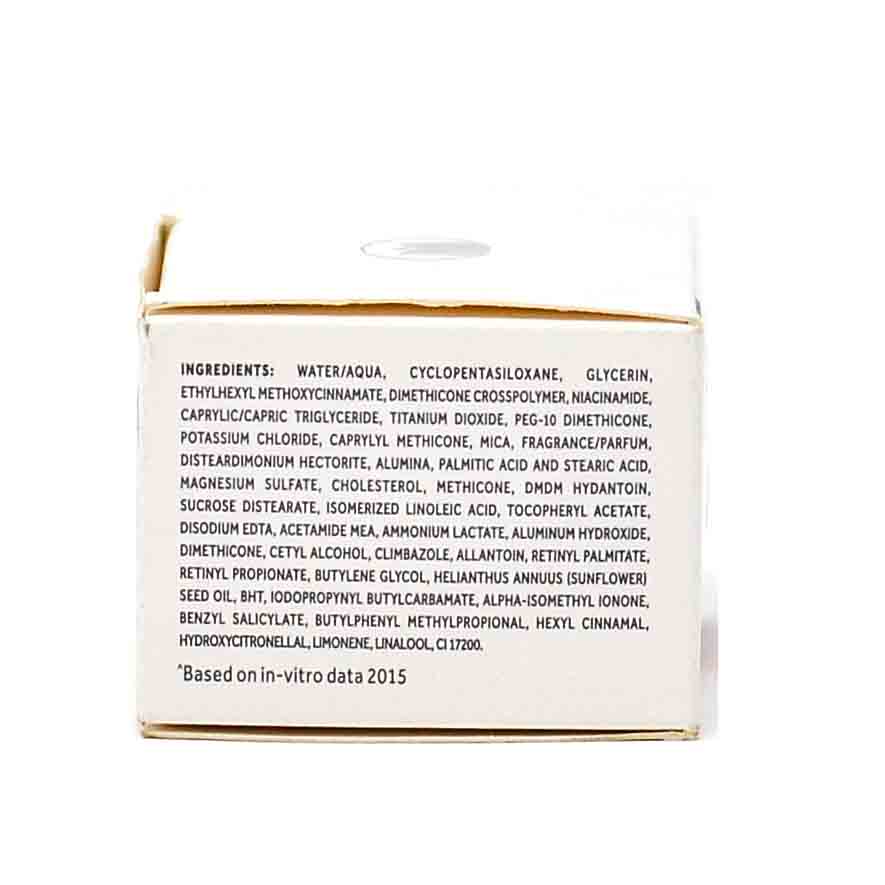 INGREDIENTS: WATER/AQUA, CYCLOPENTASILOXANE, GLYCERIN,
ETHYLHEXYL METHOXYCINNAMATE, DIMETHICONE CROSSPOLYMER, NIACINAMIDE,
CAPRYLIC/CAPRIC TRIGLYCERIDE, TITANIUM DIOXIDE, PEG-10 DIMETHICONE,
POTASSIUM CHLORIDE, CAPRYLYL METHICONE, MICA, FRAGRANCE/PARFUM,
DISTEARDIMONIUM HECTORITE, ALUMINA, PALMITIC ACID AND STEARIC ACID,
MAGNESIUM SULFATE, CHOLESTEROL, METHICONE, DMDM HYDANTOIN,
SUCROSE DISTEARATE, ISOMERIZED LINOLEIC ACID, TOCOPHERYL ACETATE,
DISODIUM EDTA, ACETAMIDE MEA, AMMONIUM LACTATE, ALUMINUM HYDROXIDE,
DIMETHICONE, CETYL ALCOHOL, CLIMBAZOLE, ALLANTOIN, RETINYL PALMITATE,
RETINYL PROPIONATE, BUTYLENE GLYCOL, HELIANTHUS ANNUUS (SUNFLOWER)
SEED OIL, BHT, IODOPROPYNYL BUTYLCARBAMATE, ALPHA-ISOMETHYL IONONE,
BENZYL SALICYLATE, BUTYLPHENYL METHYLPROPIONAL, HEXYL CINNAMAL,
HYDROXYCITRONELLAL, LIMONENE, LINALOOL, CI 17200.
^Based on in-vitro data 2015